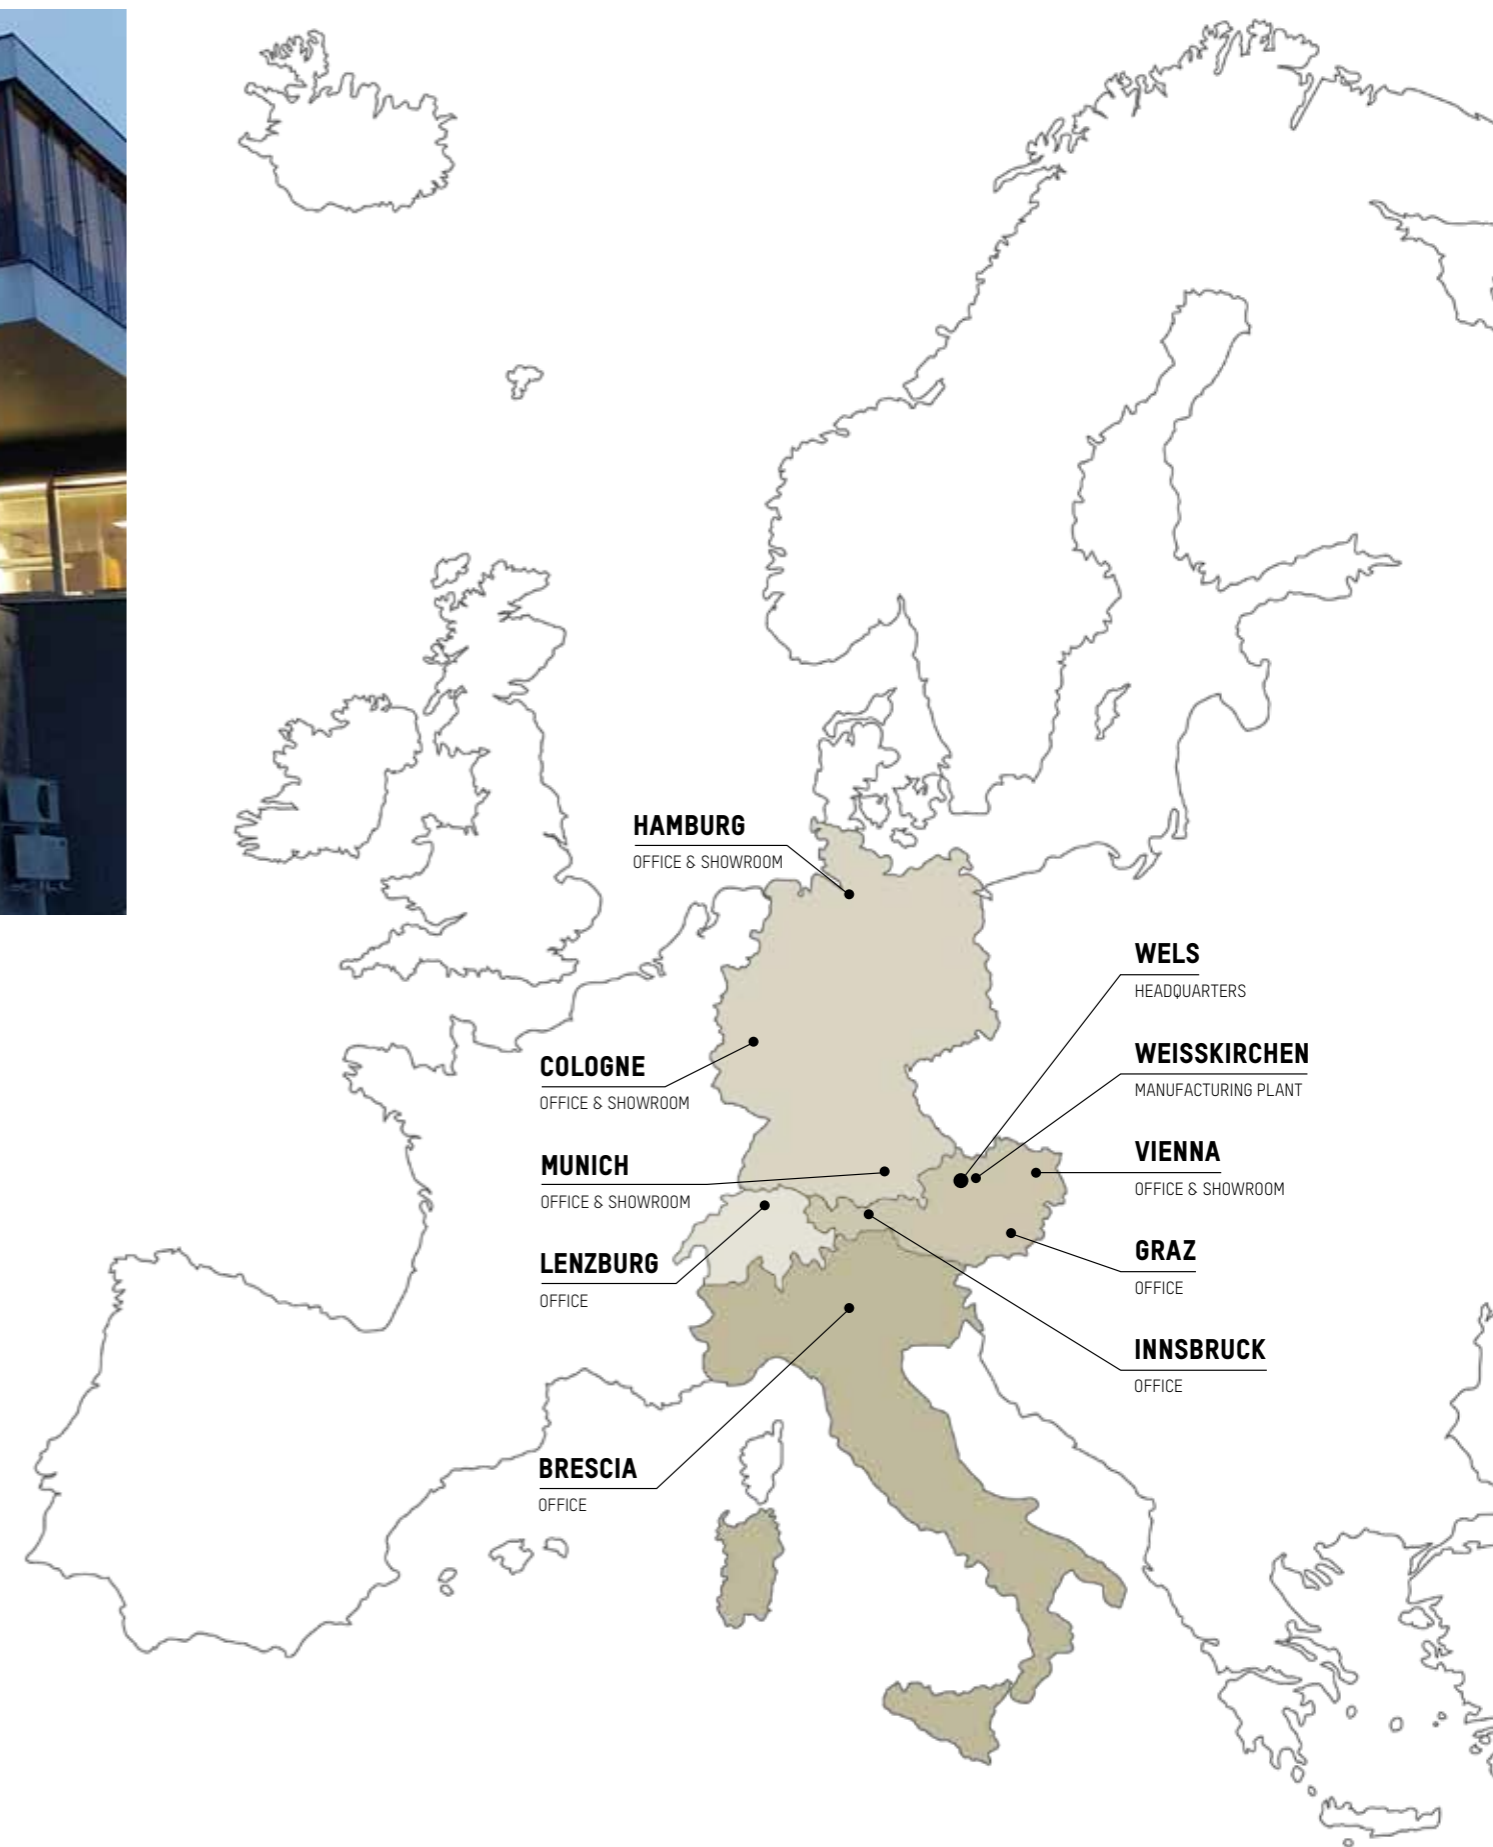 HAMBURG
OFFICE & SHOWROOM
COLOGNE
OFFICE & SHOWROOM
MUNICH
OFFICE & SHOWROOM
LENZBURG
OFFICE
BRESCIA
OFFICE
WELS
HEADQUARTERS
WEISSKIRCHEN
MANUFACTURING PLANT
VIENNA
OFFICE & SHOWROOM
GRAZ
OFFICE
INNSBRUCK
OFFICE